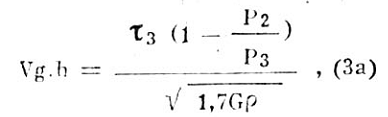 Vg.h = τ₃ (1 − P₂/P₃) / √1,7Gρ , (3a)